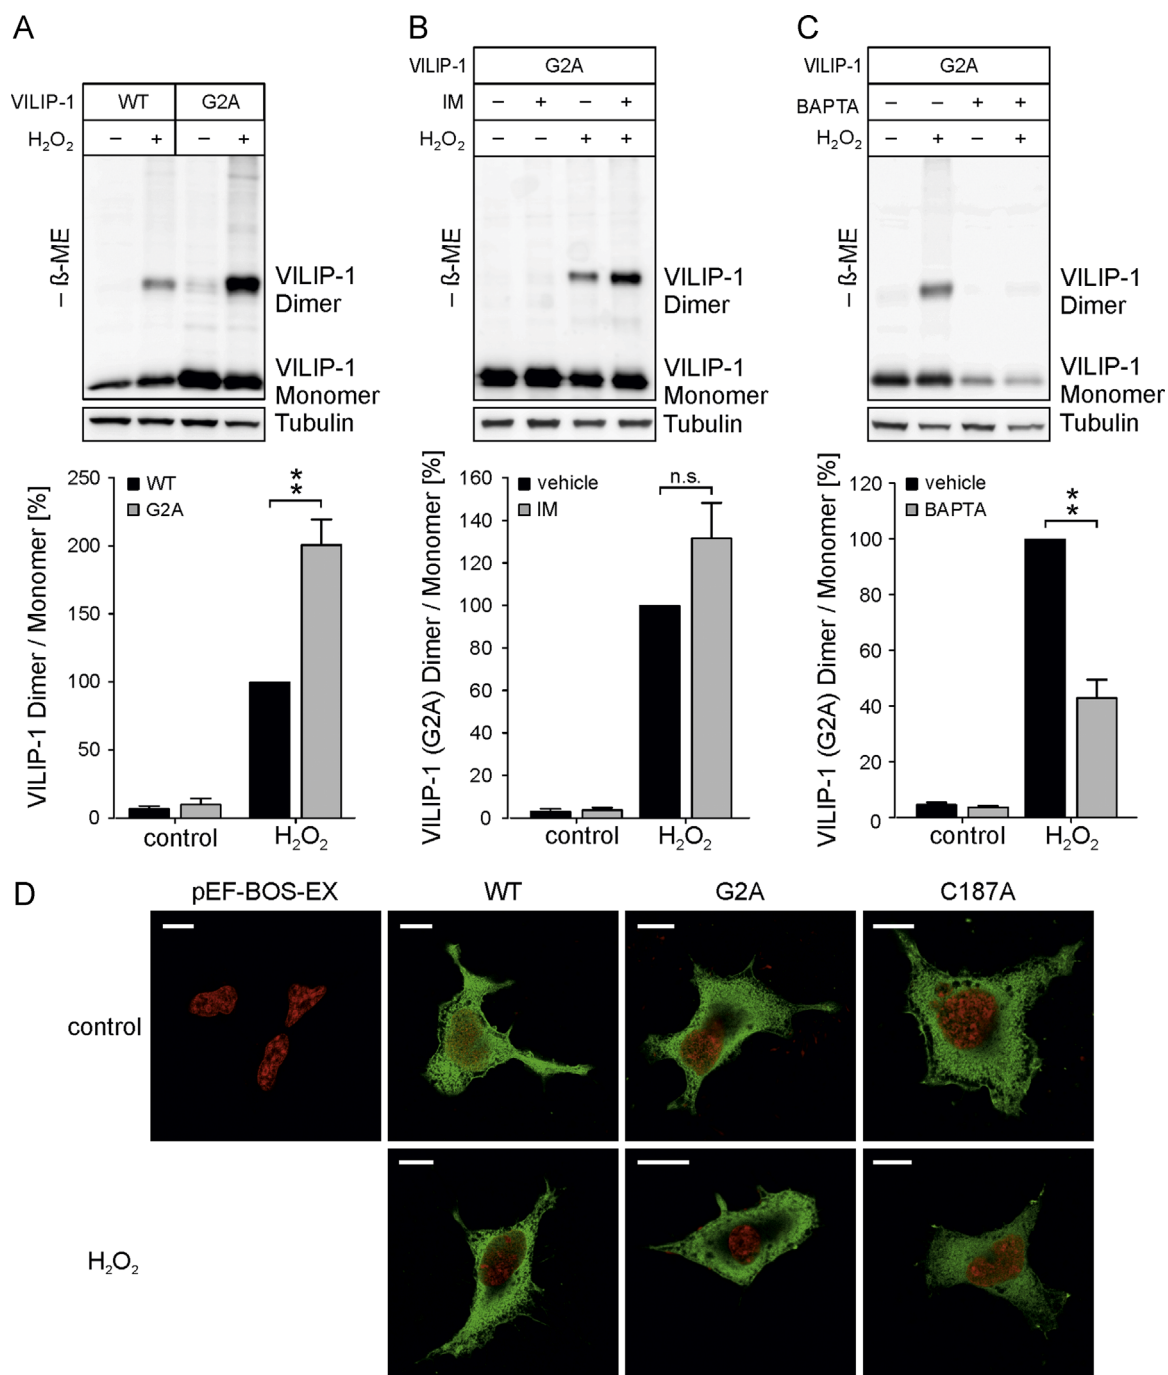 A
VILIP-1 WT G2A
H₂O₂ – + – +
– ß-ME
VILIP-1
Dimer
VILIP-1
Monomer
Tubulin
VILIP-1 Dimer / Monomer [%]
250
200
150
100
50
0
WT
G2A
*
*
control H₂O₂
B
VILIP-1 G2A
IM – + – +
H₂O₂ – – + +
– ß-ME
VILIP-1
Dimer
VILIP-1
Monomer
Tubulin
VILIP-1 (G2A) Dimer / Monomer [%]
160
140
120
100
80
60
40
20
0
vehicle
IM
n.s.
control H₂O₂
C
VILIP-1 G2A
BAPTA – – + +
H₂O₂ – + – +
– ß-ME
VILIP-1
Dimer
VILIP-1
Monomer
Tubulin
VILIP-1 (G2A) Dimer / Monomer [%]
120
100
80
60
40
20
0
vehicle
BAPTA
*
*
control H₂O₂
D
pEF-BOS-EX WT G2A C187A
control
H₂O₂